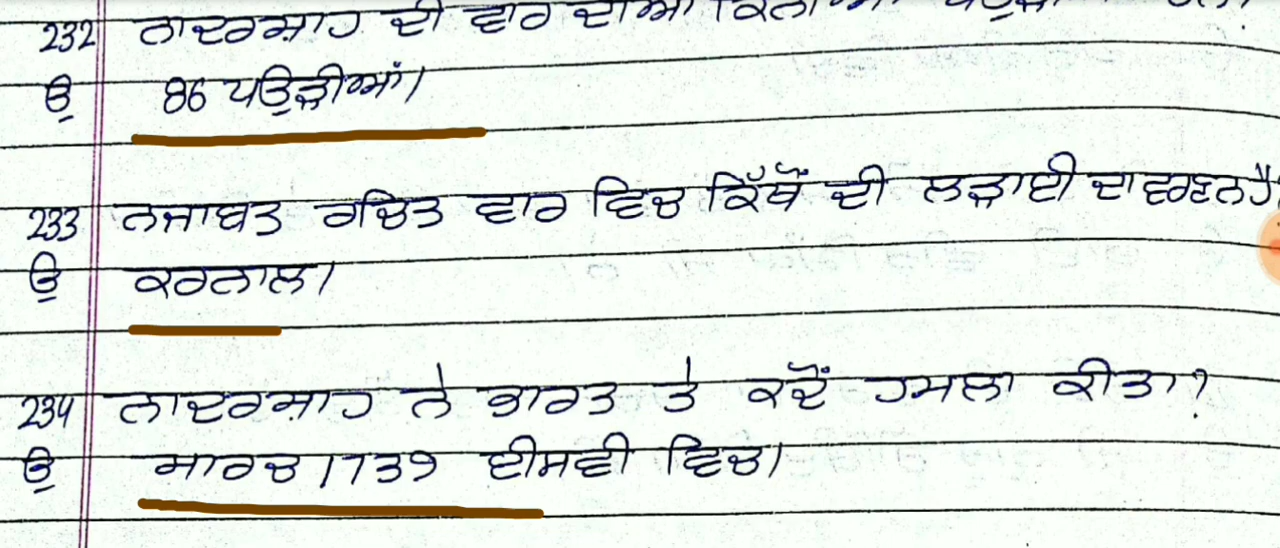 232 ਨਾਦਰਸ਼ਾਹ ਦੀ ਵਾਰ ਦੀਆਂ ਕਿੰਨੀਆਂ
ਉ 86 ਪਉੜੀਆਂ।
233 ਨਜਾਬਤ ਰਚਿਤ ਵਾਰ ਵਿਚ ਕਿੱਥੋਂ ਦੀ ਲੜਾਈ ਦਾ ਵਰਣਨ ਹੈ?
ਉ ਕਰਨਾਲ।
234 ਨਾਦਰਸ਼ਾਹ ਨੇ ਭਾਰਤ ਤੇ ਕਦੋਂ ਹਮਲਾ ਕੀਤਾ?
ਉ ਮਾਰਚ 1739 ਈਸਵੀ ਵਿਚ।